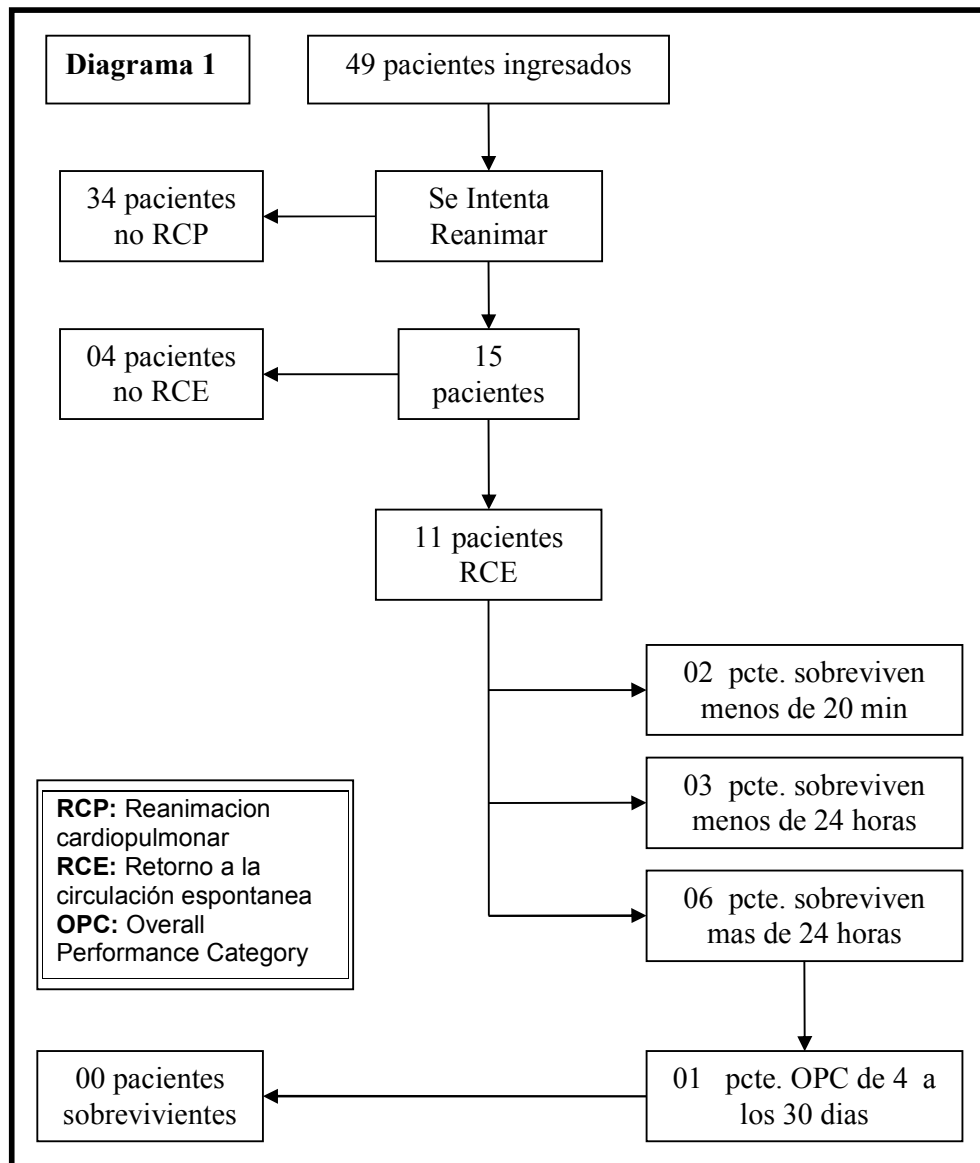 Diagrama 1
49 pacientes ingresados
34 pacientes
no RCP
Se Intenta
Reanimar
04 pacientes
no RCE
15
pacientes
11 pacientes
RCE
02 pcte. sobreviven
menos de 20 min
03 pcte. sobreviven
menos de 24 horas
06 pcte. sobreviven
mas de 24 horas
RCP: Reanimacion
cardiopulmonar
RCE: Retorno a la
circulación espontanea
OPC: Overall
Performance Category
01 pcte. OPC de 4 a
los 30 dias
00 pacientes
sobrevivientes